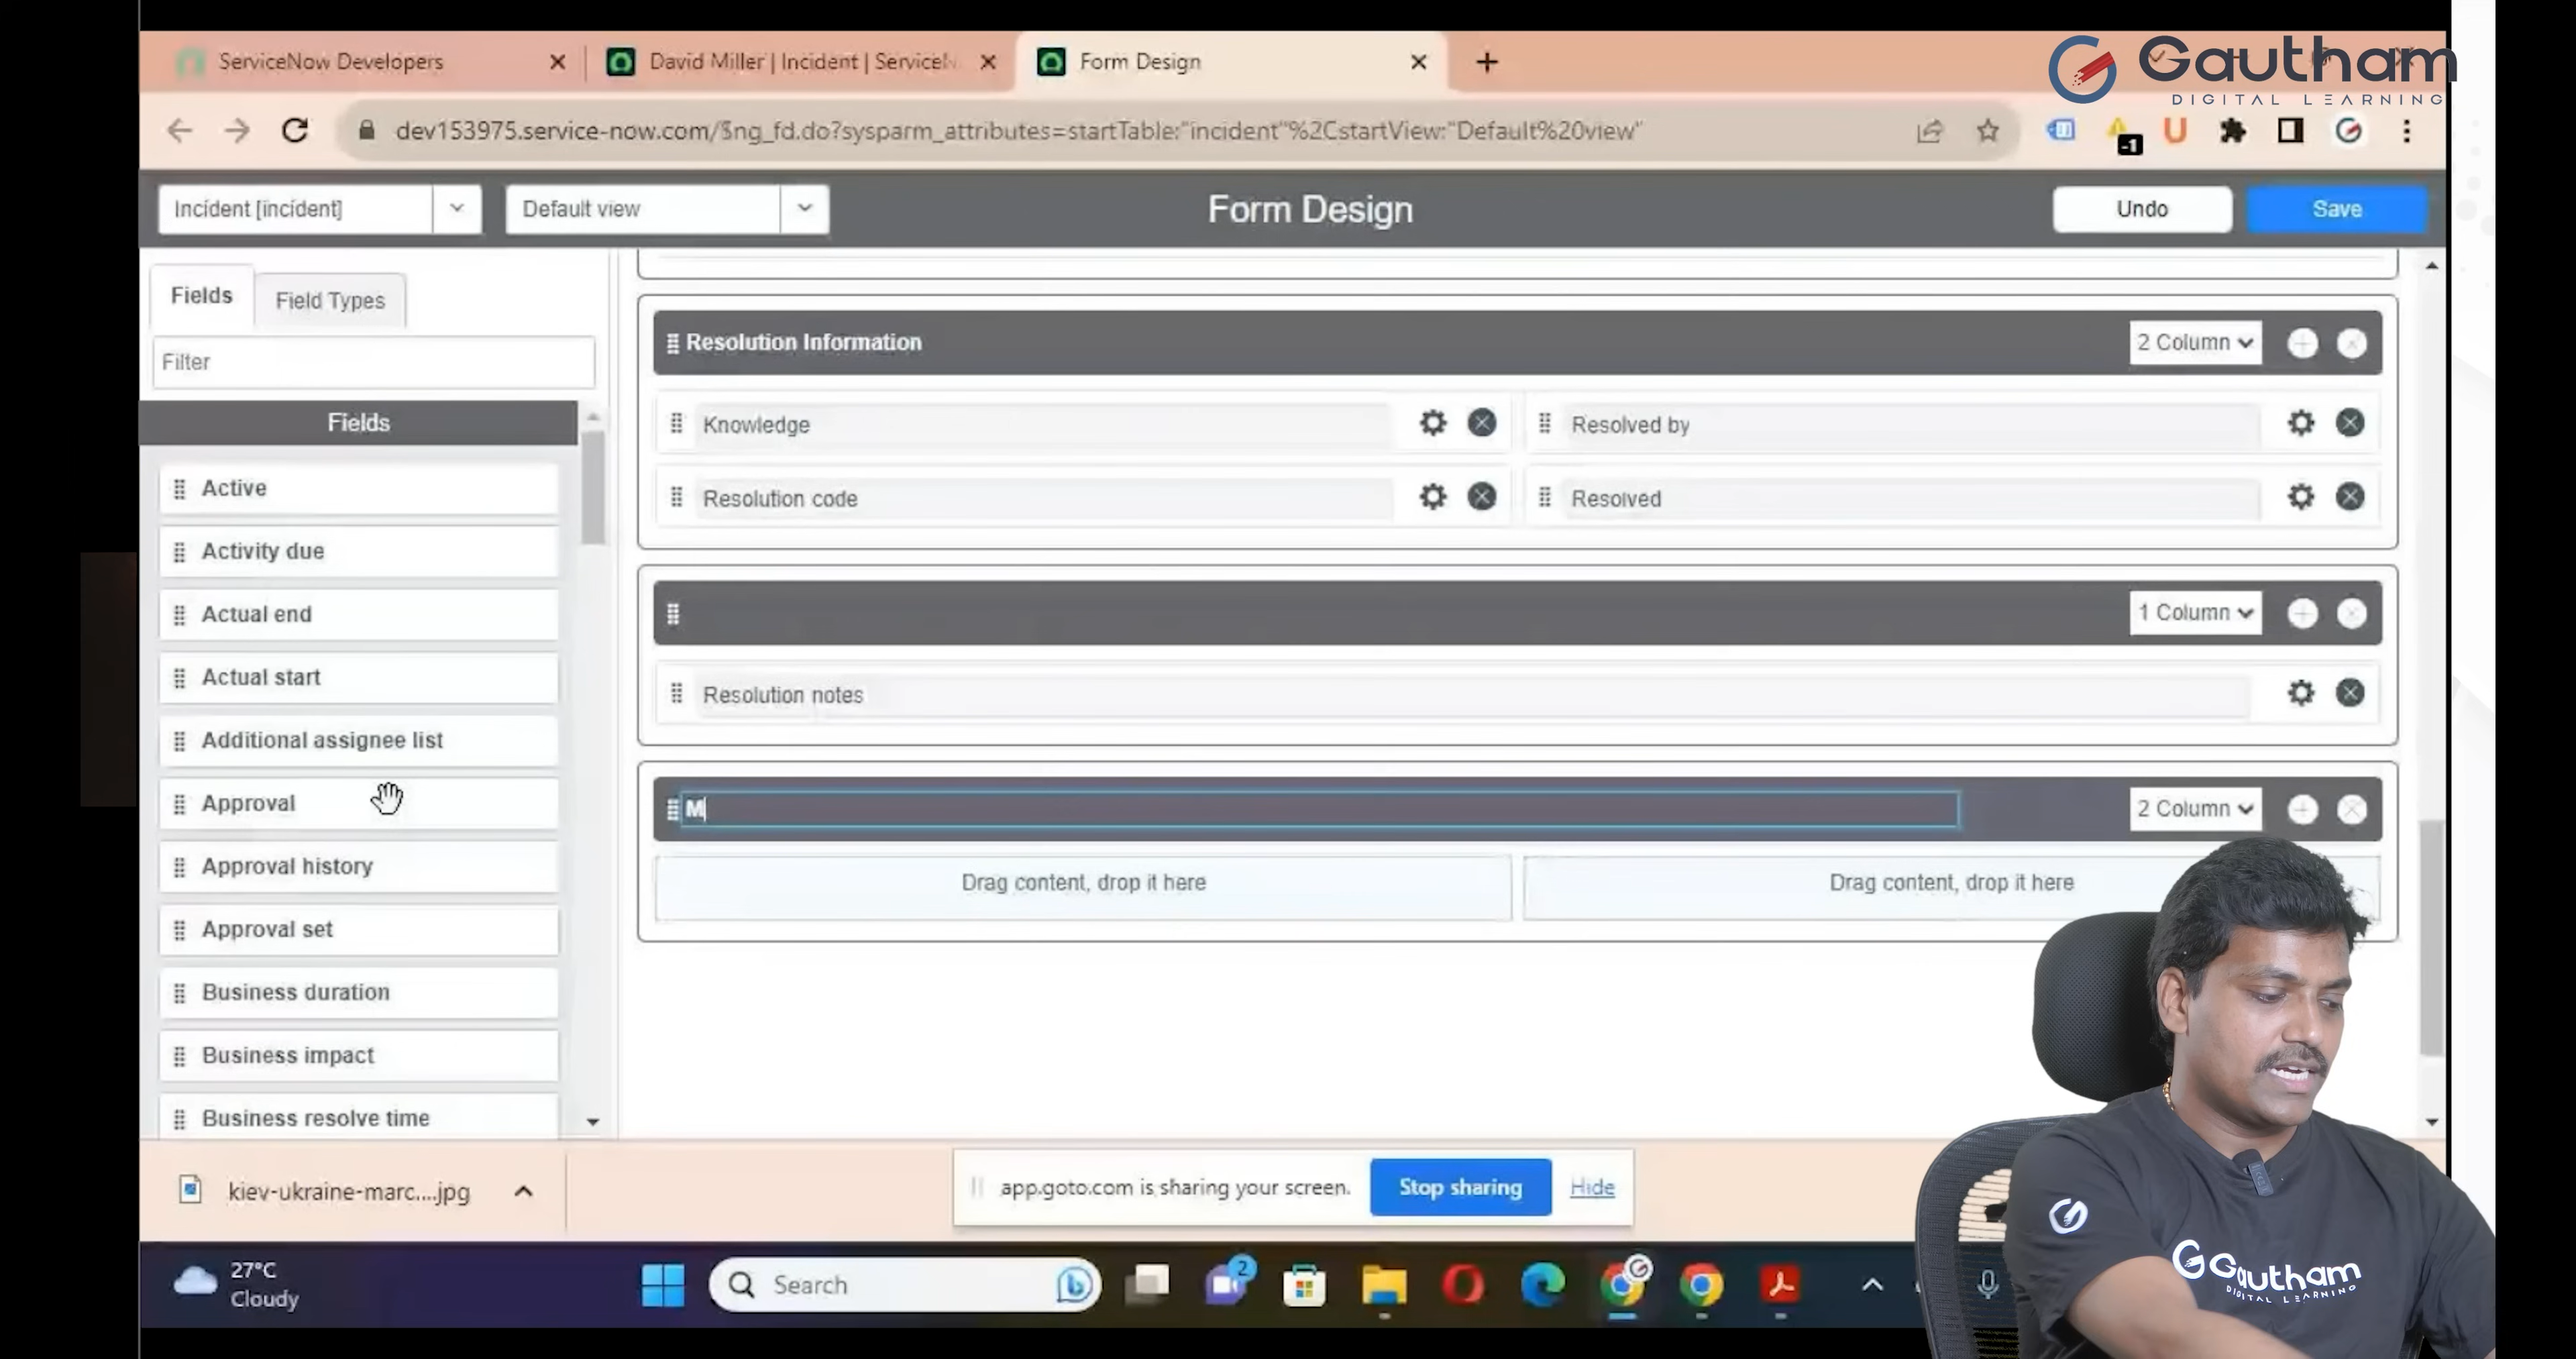 ServiceNow Developers
David Miller | Incident | Service
Form Design
Gautham
DIGITAL LEARNING
dev153975.service-now.com/$ng_fd.do?sysparm_attributes=startTable:"incident"%2CstartView:"Default%20view"
-1
Incident [incident]
Default view
Form Design
Undo
Save
Fields
Field Types
Filter
Fields
Active
Activity due
Actual end
Actual start
Additional assignee list
Approval
Approval history
Approval set
Business duration
Business impact
Business resolve time
Resolution Information
2 Column
Knowledge
Resolved by
Resolution code
Resolved
1 Column
Resolution notes
M
2 Column
Drag content, drop it here
Drag content, drop it here
kiev-ukraine-marc....jpg
app.goto.com is sharing your screen.
Stop sharing
Hide
27°C
Cloudy
Search
2
Gautham
DIGITAL LEARNING